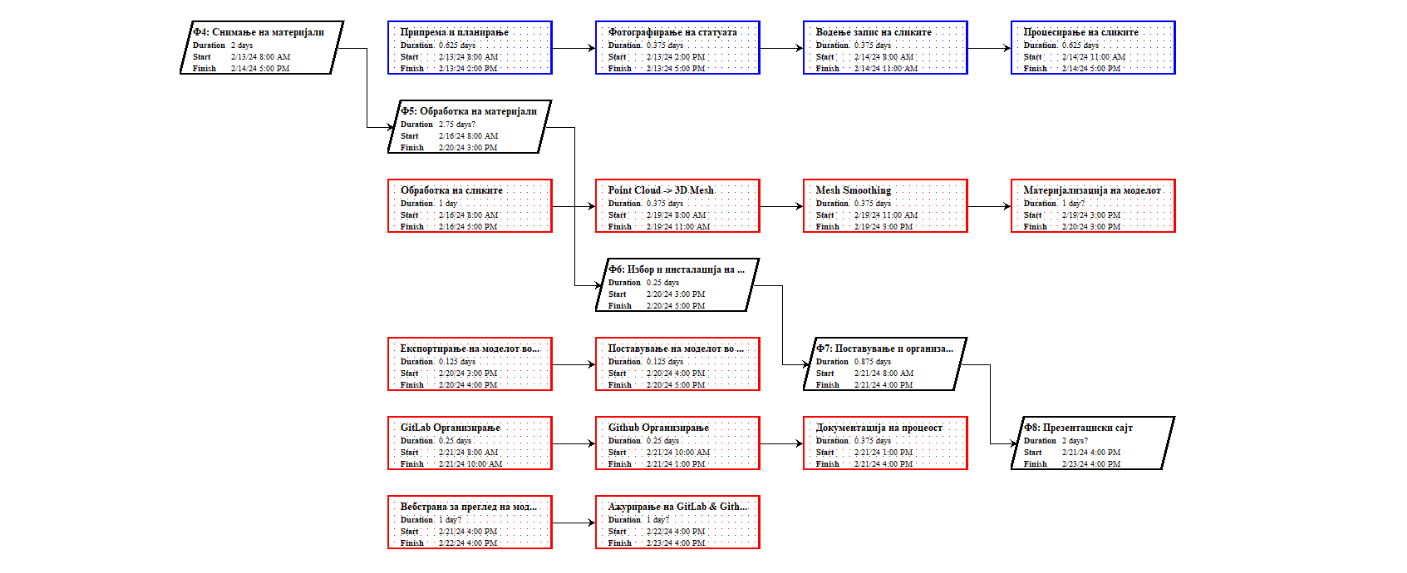 Ф4: Снимање на материјали
Duration 2 days
Start 2/13/24 8:00 AM
Finish 2/14/24 5:00 PM
Припрема и планирање
Duration 0.625 days
Start 2/13/24 8:00 AM
Finish 2/13/24 2:00 PM
Фотографирање на статуата
Duration 0.375 days
Start 2/13/24 2:00 PM
Finish 2/13/24 5:00 PM
Водење запис на сликите
Duration 0.375 days
Start 2/14/24 8:00 AM
Finish 2/14/24 11:00 AM
Процесирање на сликите
Duration 0.625 days
Start 2/14/24 11:00 AM
Finish 2/14/24 5:00 PM
Ф5: Обработка на материјали
Duration 2.75 days?
Start 2/16/24 8:00 AM
Finish 2/20/24 3:00 PM
Обработка на сликите
Duration 1 day
Start 2/16/24 8:00 AM
Finish 2/16/24 5:00 PM
Point Cloud -> 3D Mesh
Duration 0.375 days
Start 2/19/24 8:00 AM
Finish 2/19/24 11:00 AM
Mesh Smoothing
Duration 0.375 days
Start 2/19/24 11:00 AM
Finish 2/19/24 3:00 PM
Материјализација на моделот
Duration 1 day?
Start 2/19/24 3:00 PM
Finish 2/20/24 3:00 PM
Ф6: Избор и инсталација на ...
Duration 0.25 days
Start 2/20/24 3:00 PM
Finish 2/20/24 5:00 PM
Експортирање на моделот во...
Duration 0.125 days
Start 2/20/24 3:00 PM
Finish 2/20/24 4:00 PM
Поставување на моделот во ...
Duration 0.125 days
Start 2/20/24 4:00 PM
Finish 2/20/24 5:00 PM
Ф7: Поставување и организа...
Duration 0.875 days
Start 2/21/24 8:00 AM
Finish 2/21/24 4:00 PM
GitLab Организирање
Duration 0.25 days
Start 2/21/24 8:00 AM
Finish 2/21/24 10:00 AM
Github Организирање
Duration 0.25 days
Start 2/21/24 10:00 AM
Finish 2/21/24 1:00 PM
Документација на процеост
Duration 0.375 days
Start 2/21/24 1:00 PM
Finish 2/21/24 4:00 PM
Ф8: Презентациски сајт
Duration 2 days?
Start 2/21/24 4:00 PM
Finish 2/23/24 4:00 PM
Вебстрана за преглед на мод...
Duration 1 day?
Start 2/21/24 4:00 PM
Finish 2/22/24 4:00 PM
Ажурирање на GitLab & Gith...
Duration 1 day?
Start 2/22/24 4:00 PM
Finish 2/23/24 4:00 PM